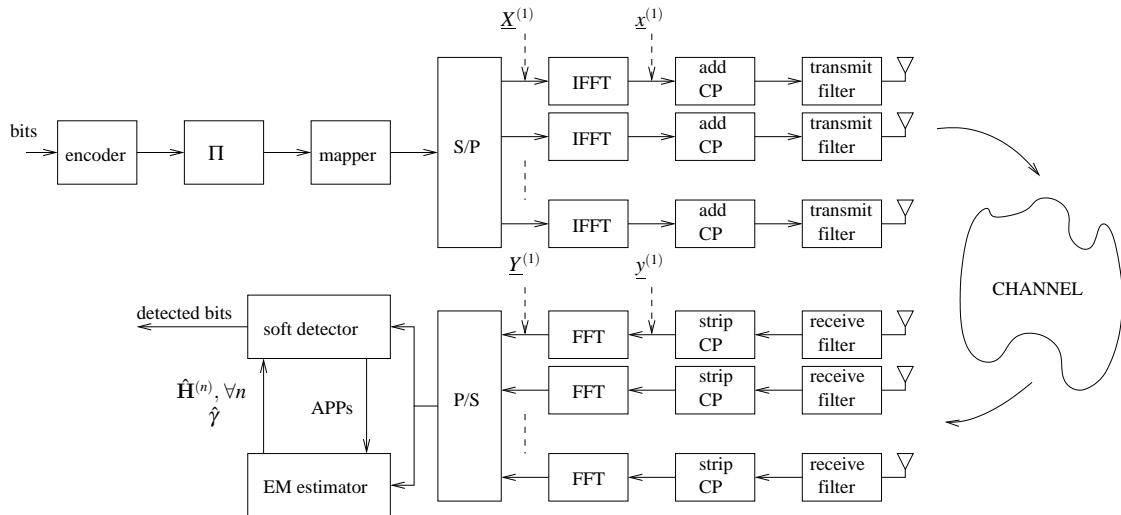 X^(1)
x^(1)
bits
encoder
Π
mapper
S/P
IFFT
add
CP
transmit
filter
IFFT
add
CP
transmit
filter
IFFT
add
CP
transmit
filter
CHANNEL
Y^(1)
y^(1)
detected bits
soft detector
Ĥ^(n), ∀n
γ̂
APPs
EM estimator
P/S
FFT
strip
CP
receive
filter
FFT
strip
CP
receive
filter
FFT
strip
CP
receive
filter